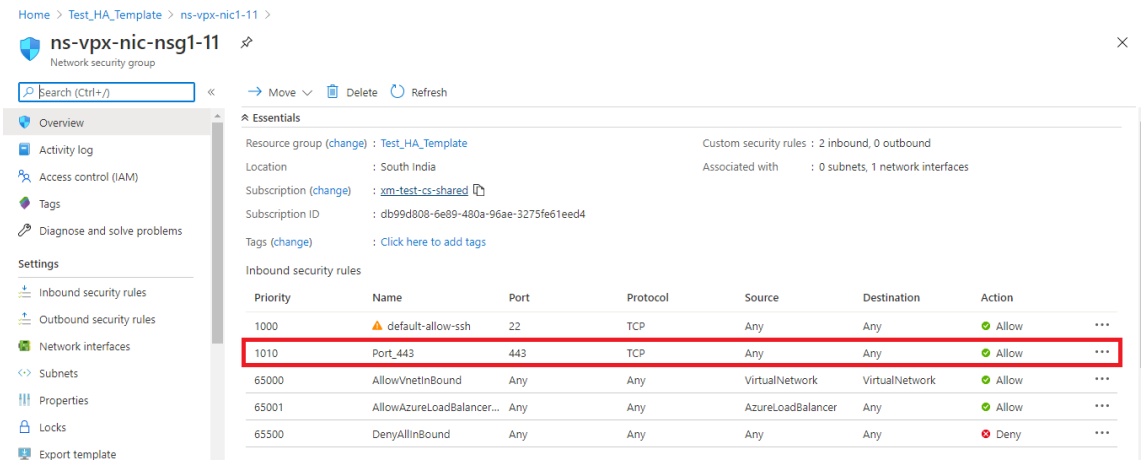 Home > Test_HA_Template > ns-vpx-nic1-11 >
ns-vpx-nic-nsg1-11
Network security group
Search (Ctrl+/)
«
Overview
Activity log
Access control (IAM)
Tags
Diagnose and solve problems
Settings
Inbound security rules
Outbound security rules
Network interfaces
Subnets
Properties
Locks
Export template
Move Delete Refresh
Essentials
Resource group (change) : Test_HA_Template
Custom security rules : 2 inbound, 0 outbound
Location : South India
Associated with : 0 subnets, 1 network interfaces
Subscription (change) : xm-test-cs-shared
Subscription ID : db99d808-6e89-480a-96ae-3275fe61eed4
Tags (change) : Click here to add tags
Inbound security rules
Priority Name Port Protocol Source Destination Action
1000 default-allow-ssh 22 TCP Any Any Allow ...
1010 Port_443 443 TCP Any Any Allow ...
65000 AllowVnetInBound Any Any VirtualNetwork VirtualNetwork Allow ...
65001 AllowAzureLoadBalancer... Any Any AzureLoadBalancer Any Allow ...
65500 DenyAllInBound Any Any Any Any Deny ...